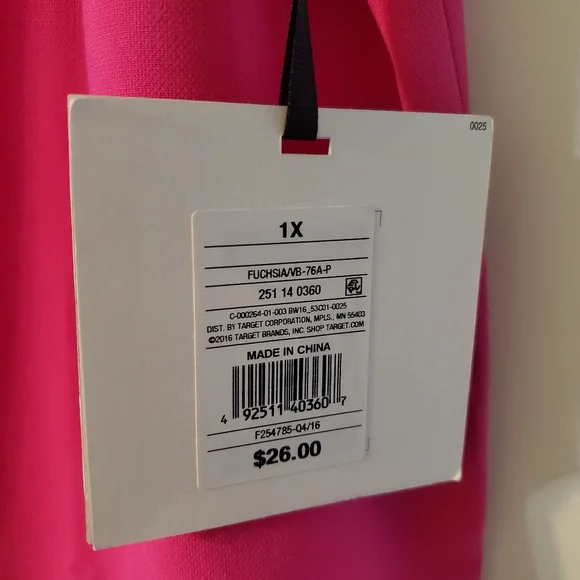 0025
1X
FUCHSIA/VB-76A-P
251 14 0360
C-000264-01-003 BW16_53C01-0025
DIST. BY TARGET CORPORATION, MPLS., MN 55403
©2016 TARGET BRANDS, INC. SHOP TARGET.COM
MADE IN CHINA
4 92511 40360 7
F254785-Q4/16
$26.00